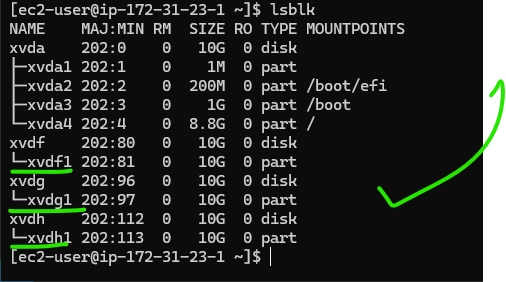 [ec2-user@ip-172-31-23-1 ~]$ lsblk
NAME    MAJ:MIN RM  SIZE RO TYPE MOUNTPOINTS
xvda    202:0    0   10G  0 disk
├─xvda1 202:1    0    1M  0 part
├─xvda2 202:2    0  200M  0 part /boot/efi
├─xvda3 202:3    0    1G  0 part /boot
└─xvda4 202:4    0  8.8G  0 part /
xvdf    202:80   0   10G  0 disk
└─xvdf1 202:81   0   10G  0 part
xvdg    202:96   0   10G  0 disk
└─xvdg1 202:97   0   10G  0 part
xvdh    202:112  0   10G  0 disk
└─xvdh1 202:113  0   10G  0 part
[ec2-user@ip-172-31-23-1 ~]$